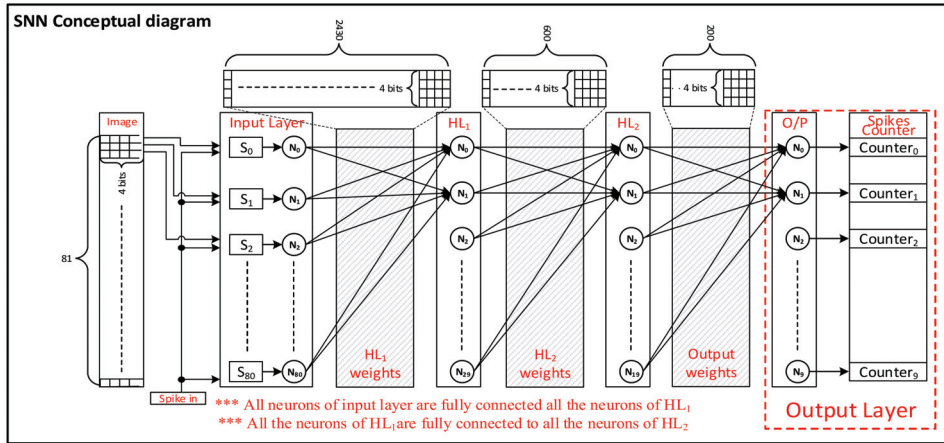 SNN Conceptual diagram
2430
600
200
4 bits
4 bits
4 bits
Image
Input Layer
HL₁
HL₂
O/P
Spikes
Counter
S₀
N₀
N₀
N₀
N₀
Counter₀
4 bits
S₁
N₁
N₁
N₁
N₁
Counter₁
S₂
N₂
N₂
N₂
N₂
Counter₂
81
HL₁
weights
HL₂
weights
Output
weights
S₈₀
N₈₀
N₂₉
N₁₉
N₉
Counter₉
Spike in
*** All neurons of input layer are fully connected all the neurons of HL₁
*** All the neurons of HL₁are fully connected to all the neurons of HL₂
Output Layer